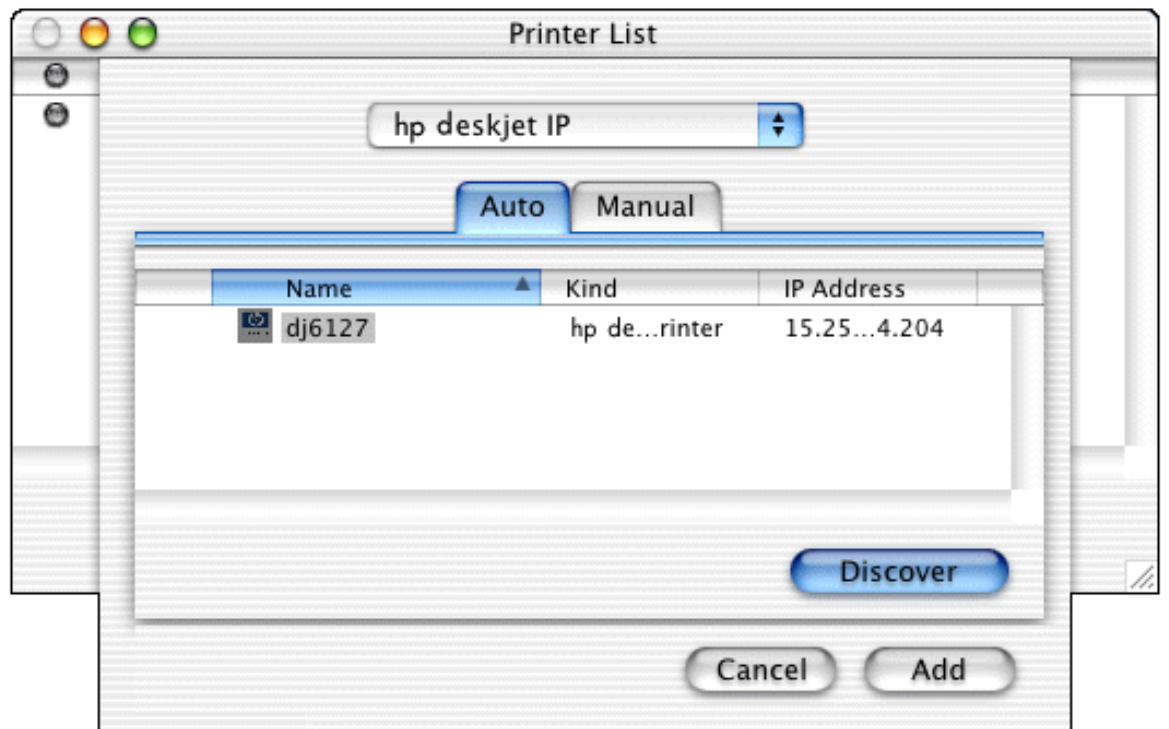 Printer List
hp deskjet IP
Auto Manual
Name Kind IP Address
dj6127 hp de...rinter 15.25...4.204
Discover
Cancel Add